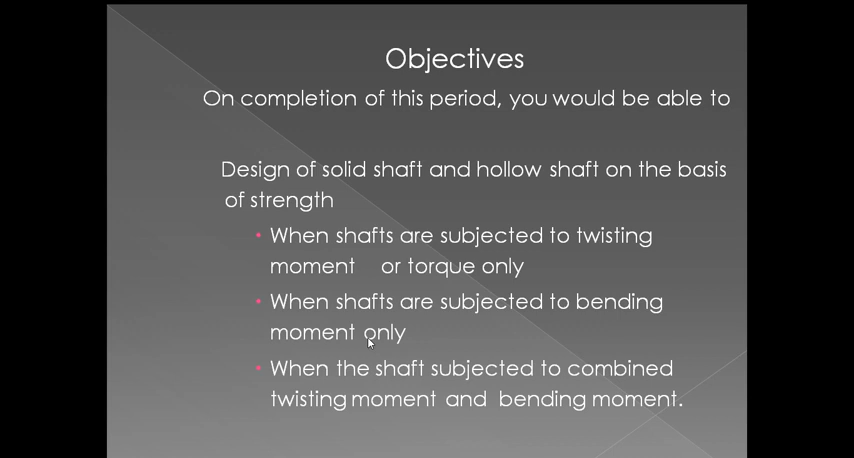 Objectives
On completion of this period, you would be able to
Design of solid shaft and hollow shaft on the basis
of strength
• When shafts are subjected to twisting
moment or torque only
• When shafts are subjected to bending
moment only
• When the shaft subjected to combined
twisting moment and bending moment.